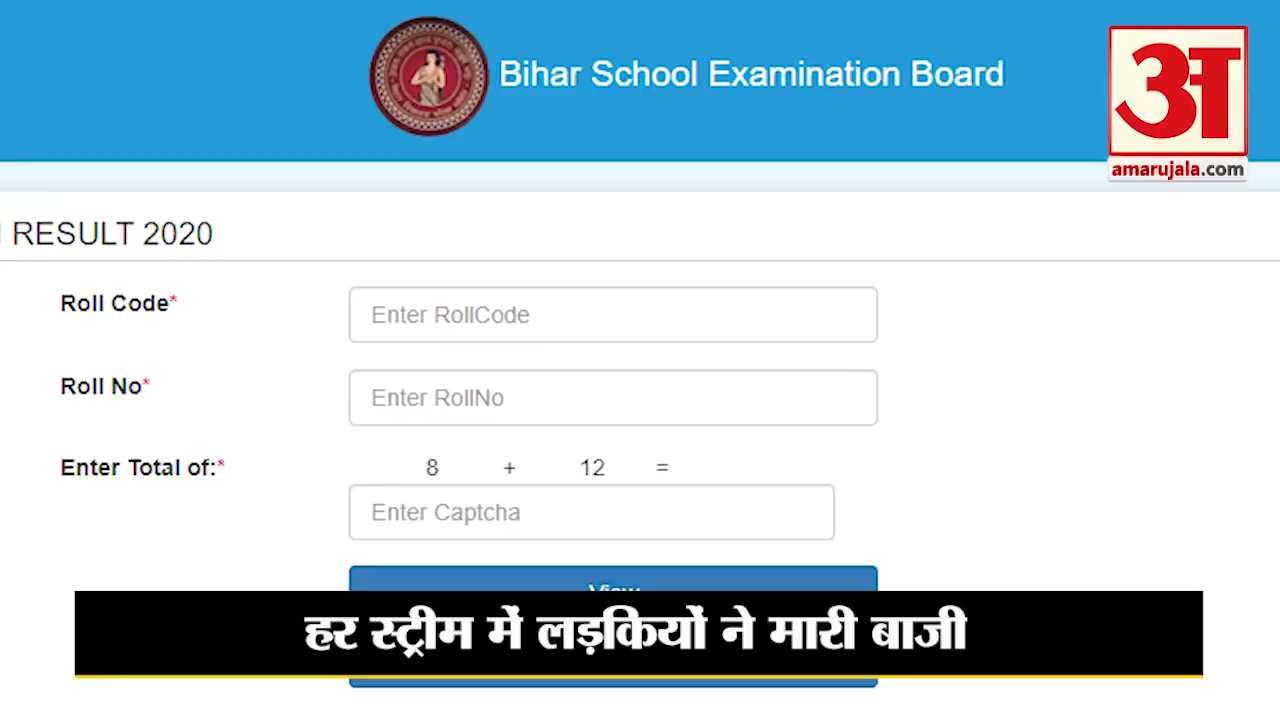 Bihar School Examination Board
अ
amarujala.com
RESULT 2020
Roll Code*
Enter RollCode
Roll No*
Enter RollNo
Enter Total of:*
8 + 12 =
Enter Captcha
View
हर स्ट्रीम में लड़कियों ने मारी बाजी